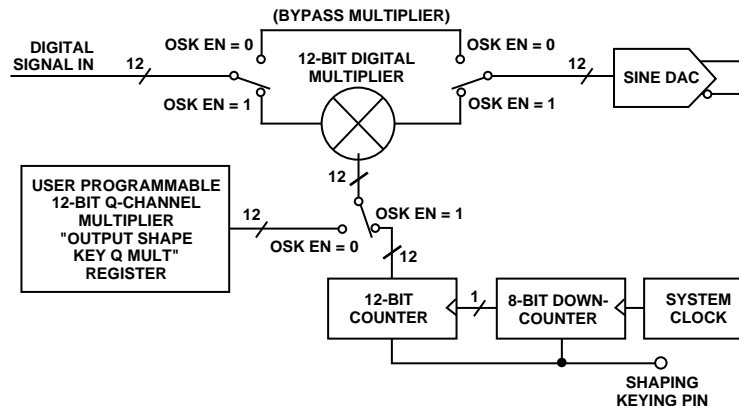 (BYPASS MULTIPLIER)
DIGITAL
SIGNAL IN
12
OSK EN = 0
OSK EN = 1
12-BIT DIGITAL
MULTIPLIER
OSK EN = 0
OSK EN = 1
12
SINE DAC
12
USER PROGRAMMABLE
12-BIT Q-CHANNEL
MULTIPLIER
"OUTPUT SHAPE
KEY Q MULT"
REGISTER
12
OSK EN = 0
OSK EN = 1
12
12-BIT
COUNTER
1
8-BIT DOWN-
COUNTER
SYSTEM
CLOCK
SHAPING
KEYING PIN